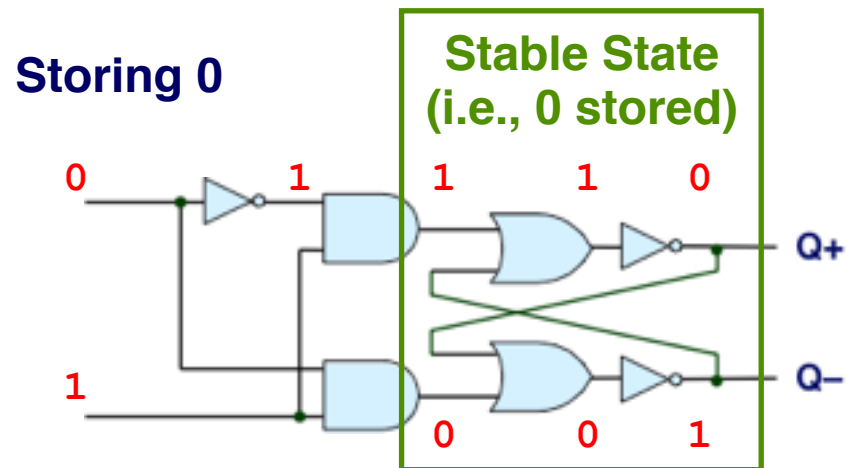 Storing 0
Stable State
(i.e., 0 stored)
0 1 1 1 0
Q+
1
Q–
0 0 1